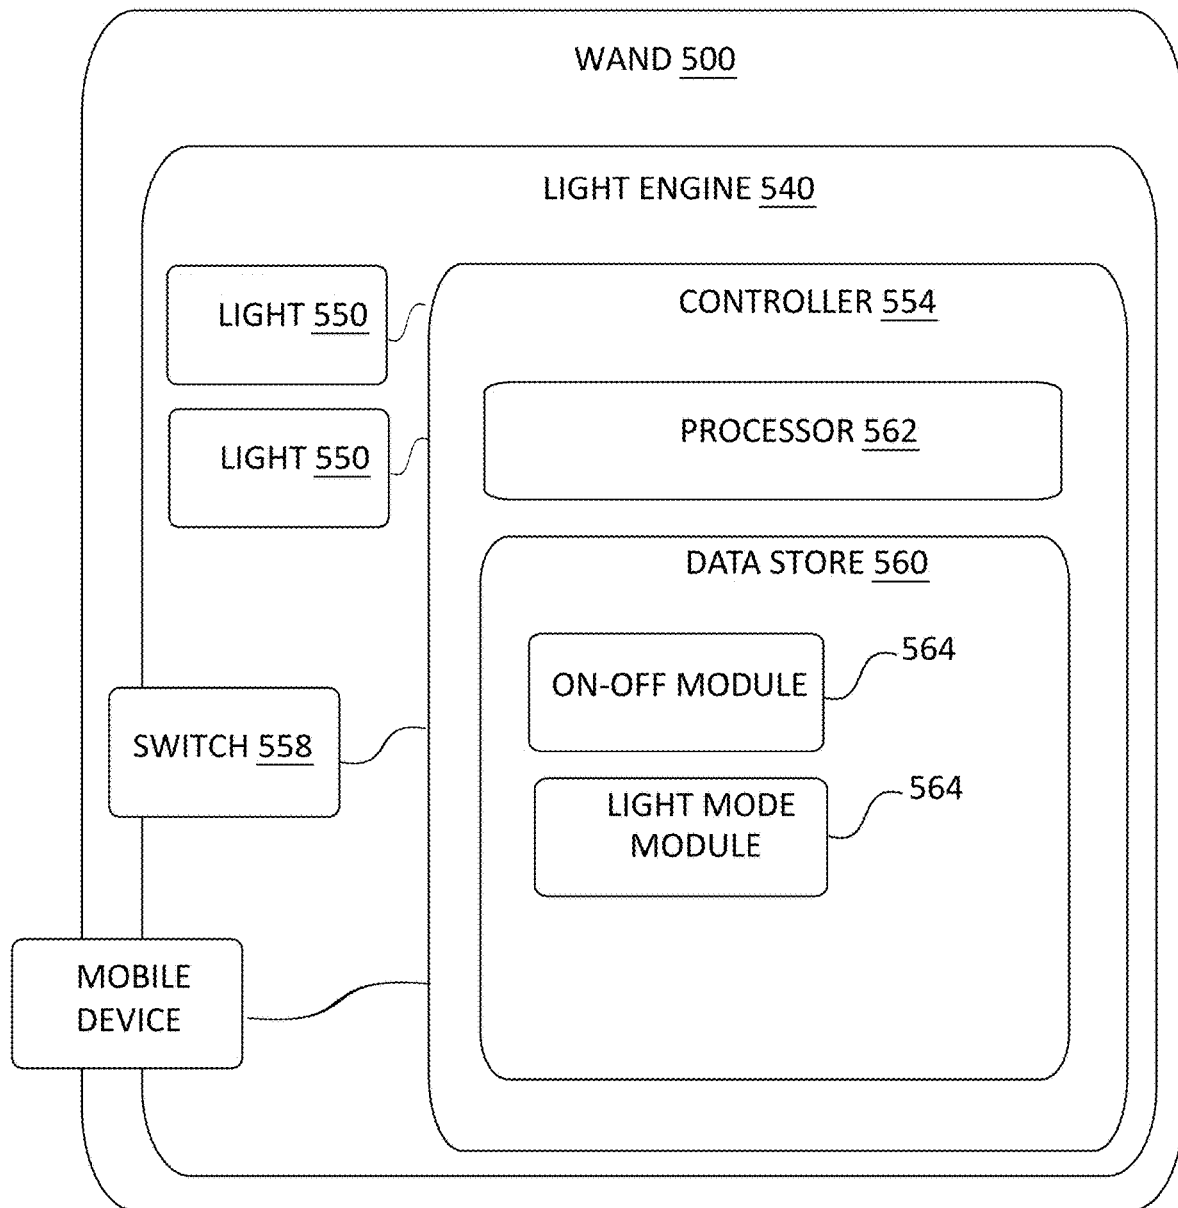 WAND 500
LIGHT ENGINE 540
LIGHT 550
CONTROLLER 554
PROCESSOR 562
LIGHT 550
DATA STORE 560
ON-OFF MODULE
564
SWITCH 558
LIGHT MODE
MODULE
564
MOBILE
DEVICE